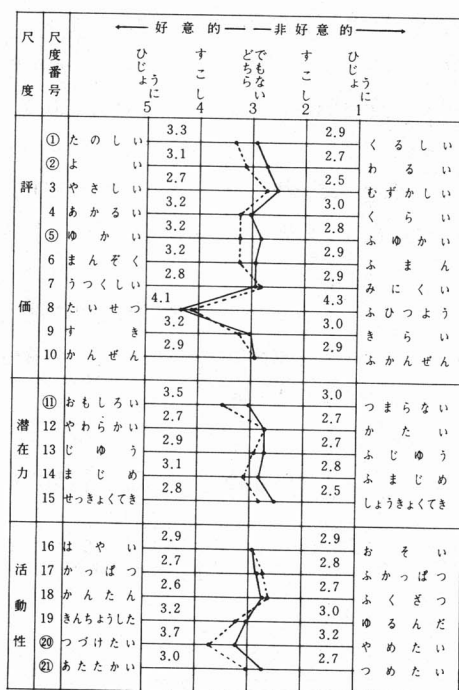 ←好意的— —非好意的→
尺度
尺度番号
ひじょうに
すこし
どちらでもない
すこし
ひじょうに
5 4 3 2 1
評価
① たのしい 3.3 2.9 くるしい
② よい 3.1 2.7 わるい
3 やさしい 2.7 2.5 むずかしい
4 あかるい 3.2 3.0 くらい
⑤ ゆかい 3.2 2.8 ふゆかい
6 まんぞく 3.2 2.9 ふまん
7 うつくしい 2.8 2.9 みにくい
8 たいせつ 4.1 4.3 ふひつよう
9 すき 3.2 3.0 きらい
10 かんぜん 2.9 2.9 ふかんぜん
潜在力
⑪ おもしろい 3.5 3.0 つまらない
12 やわらかい 2.7 2.7 かたい
13 じゆう 2.9 2.7 ふじゆう
14 まじめ 3.1 2.8 ふまじめ
15 せっきょくてき 2.8 2.5 しょうきょくてき
活動性
16 はやい 2.9 2.9 おそい
17 かっぱつ 2.7 2.8 ふかっぱつ
18 かんたん 2.6 2.7 ふくざつ
19 きんちょうした 3.2 3.0 ゆるんだ
⑳ つづけたい 3.7 3.2 やめたい
㉑ あたたかい 3.0 2.7 つめたい